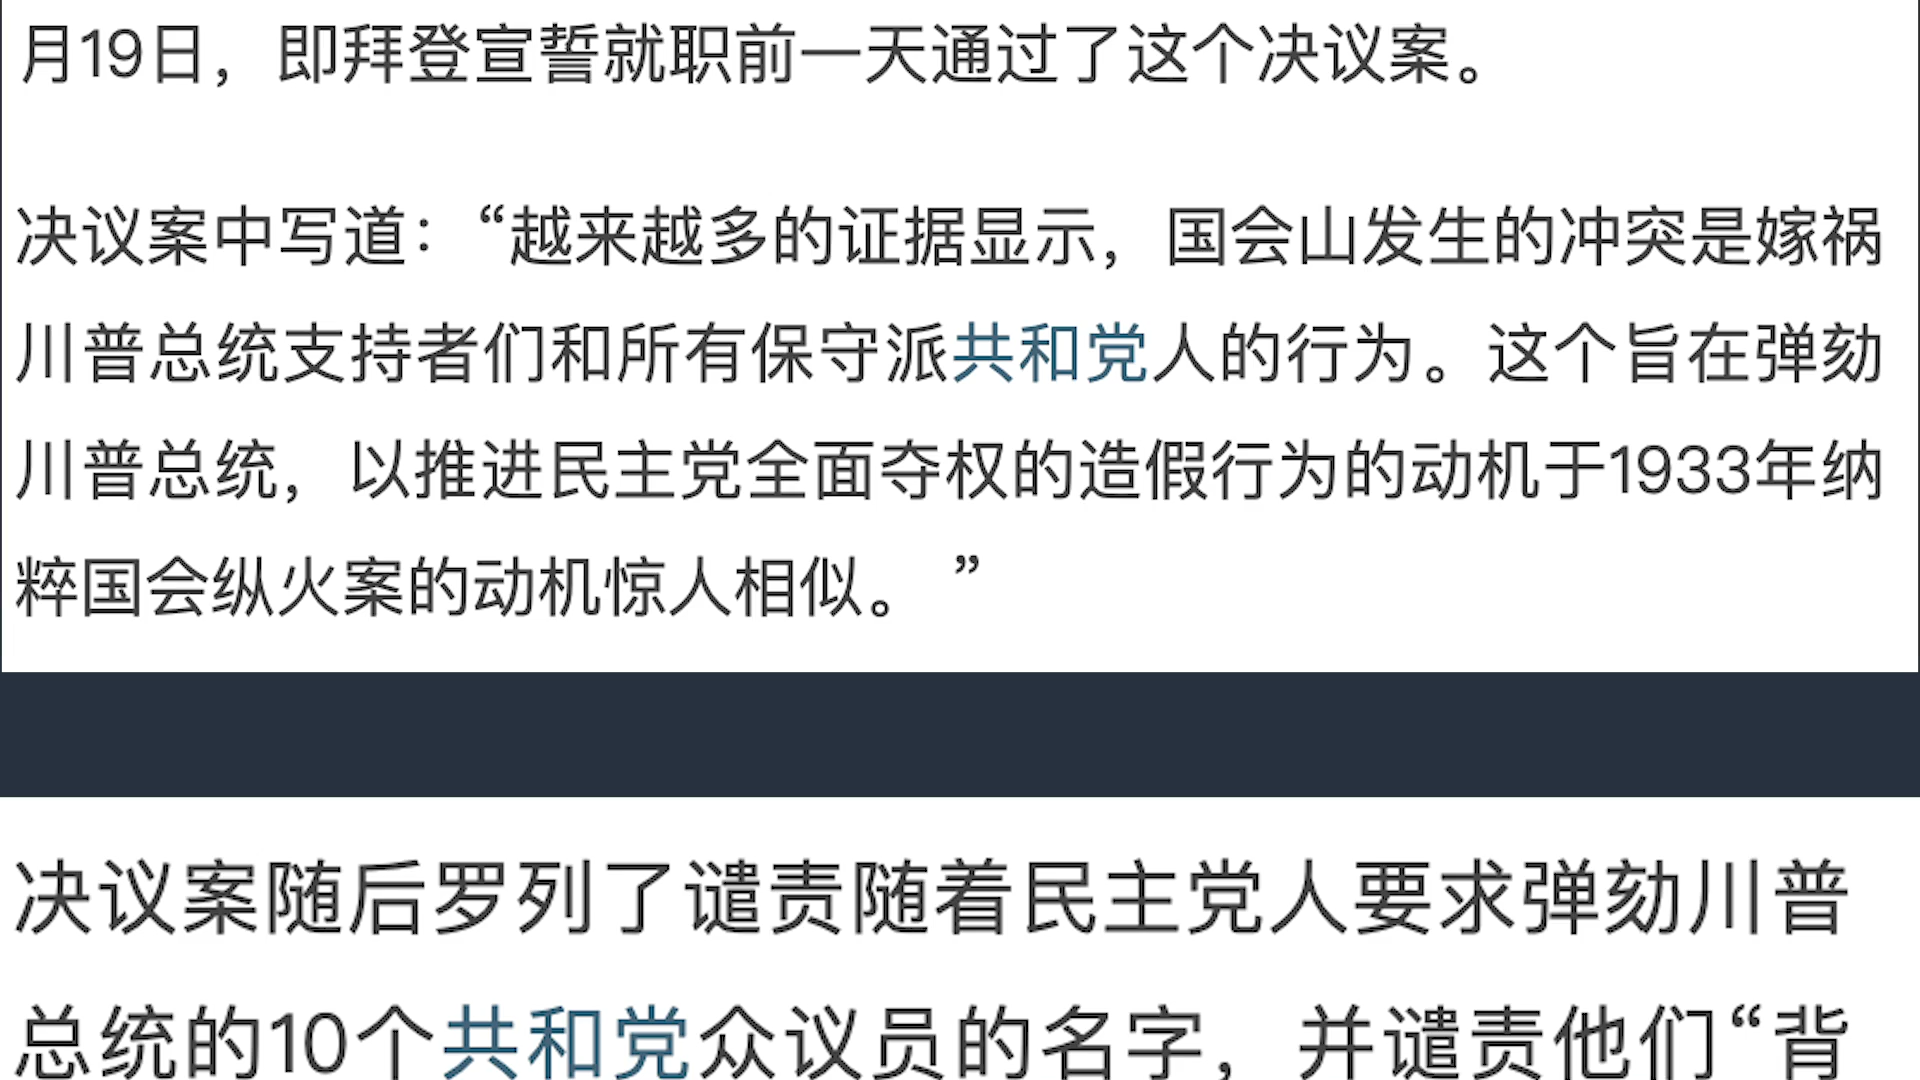 月19日，即拜登宣誓就职前一天通过了这个决议案。
决议案中写道：“越来越多的证据显示，国会山发生的冲突是嫁祸
川普总统支持者们和所有保守派共和党人的行为。这个旨在弹劾
川普总统，以推进民主党全面夺权的造假行为的动机于1933年纳
粹国会纵火案的动机惊人相似。”
决议案随后罗列了谴责随着民主党人要求弹劾川普
总统的10个共和党众议员的名字，并谴责他们“背